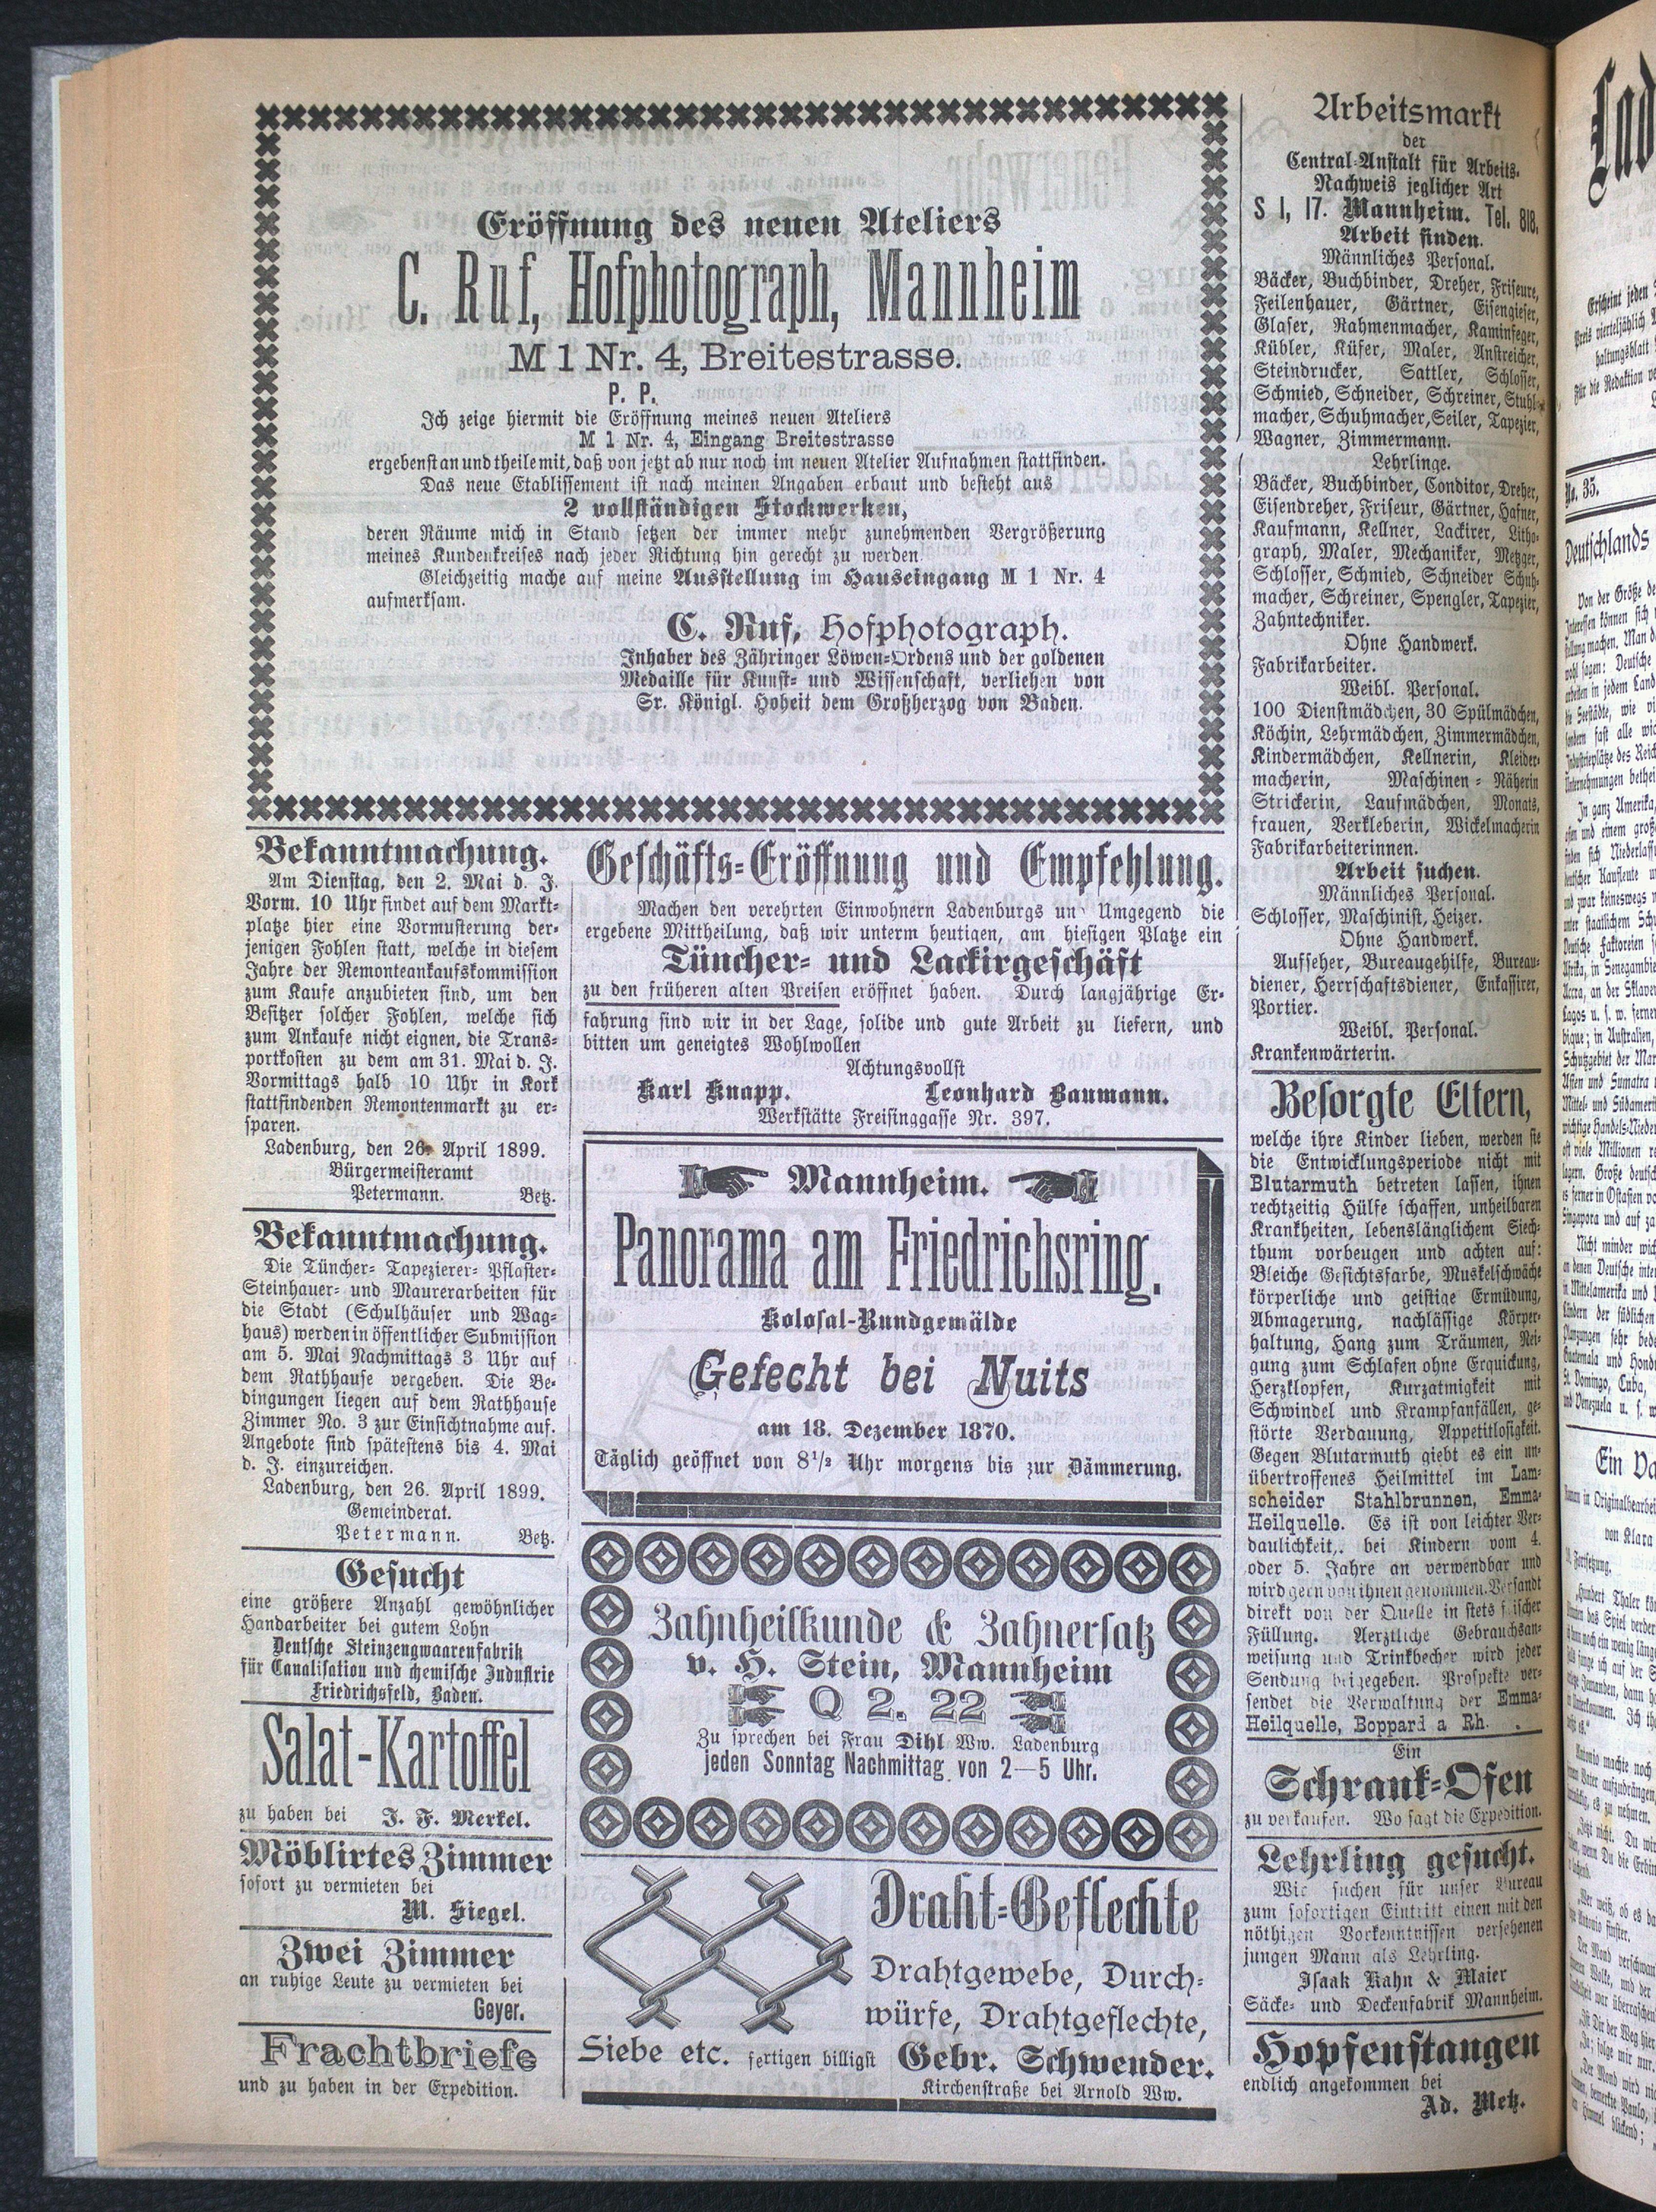 Eröffnung des neuen Ateliers
C. Ruf, Hofphotograph, Mannheim
M 1 Nr. 4, Breitestrasse.
P. P.
Ich zeige hiermit die Eröffnung meines neuen Ateliers
M 1 Nr. 4, Eingang Breitestrasse
ergebenst an und theile mit, daß von jetzt ab nur noch im neuen Atelier Aufnahmen stattfinden.
Das neue Etablissement ist nach meinen Angaben erbaut und besteht aus
2 vollständigen Stockwerken,
deren Räume mich in Stand setzen der immer mehr zunehmenden Vergrößerung
meines Kundenkreises nach jeder Richtung hin gerecht zu werden
Gleichzeitig mache auf meine Ausstellung im Hauseingang M 1 Nr. 4
aufmerksam.
C. Ruf, Hofphotograph.
Inhaber des Zähringer Löwen-Ordens und der goldenen
Medaille für Kunst- und Wissenschaft, verliehen von
Sr. Königl. Hoheit dem Großherzog von Baden.
Bekanntmachung.
Am Dienstag, den 2. Mai d. J.
Vorm. 10 Uhr findet auf dem Markt-
platze hier eine Vormusterung der-
jenigen Fohlen statt, welche in diesem
Jahre der Remonteankaufskommission
zum Kaufe anzubieten sind, um den
Besitzer solcher Fohlen, welche sich
zum Ankaufe nicht eignen, die Trans-
portkosten zu dem am 31. Mai d. J.
Vormittags halb 10 Uhr in Kork
stattfindenden Remontenmarkt zu er-
sparen.
Ladenburg, den 26. April 1899.
Bürgermeisteramt
Petermann. Betz.
Bekanntmachung.
Die Tüncher- Tapezierer- Pflaster-
Steinhauer- und Maurerarbeiten für
die Stadt (Schulhäuser und Wag-
haus) werden in öffentlicher Submission
am 5. Mai Nachmittags 3 Uhr auf
dem Rathhause vergeben. Die Be-
dingungen liegen auf dem Rathhause
Zimmer No. 3 zur Einsichtnahme auf.
Angebote sind spätestens bis 4. Mai
d. J. einzureichen.
Ladenburg, den 26. April 1899.
Gemeinderat.
Petermann. Betz.
Gesucht
eine größere Anzahl gewöhnlicher
Handarbeiter bei gutem Lohn
Deutsche Steinzeugwaarenfabrik
für Canalisation und chemische Industrie
Friedrichsfeld, Baden.
Salat-Kartoffel
zu haben bei J. F. Merkel.
Möblirtes Zimmer
sofort zu vermieten bei
M. Siegel.
Zwei Zimmer
an ruhige Leute zu vermieten bei
Geyer.
Frachtbriefe
und zu haben in der Expedition.
Geschäfts-Eröffnung und Empfehlung.
Machen den verehrten Einwohnern Ladenburgs un Umgegend die
ergebene Mittheilung, daß wir unterm heutigen, am hiesigen Platze ein
Tüncher- und Lackirgeschäft
zu den früheren alten Preisen eröffnet haben. Durch langjährige Er-
fahrung sind wir in der Lage, solide und gute Arbeit zu liefern, und
bitten um geneigtes Wohlwollen
Achtungsvollst
Karl Knapp. Leonhard Baumann.
Werkstätte Freisinggasse Nr. 397.
Mannheim.
Panorama am Friedrichsring.
Kolosal-Rundgemälde
Gefecht bei Nuits
am 18. Dezember 1870.
Täglich geöffnet von 8½ Uhr morgens bis zur Dämmerung.
Zahnheilkunde & Zahnersatz
v. H. Stein, Mannheim
Q 2. 22
Zu sprechen bei Frau Dihl Ww. Ladenburg
jeden Sonntag Nachmittag von 2—5 Uhr.
Draht-Geflechte
Drahtgewebe, Durch-
würfe, Drahtgeflechte,
Siebe etc. fertigen billigst Gebr. Schwender.
Kirchenstraße bei Arnold Ww.
Arbeitsmarkt
der
Central-Anstalt für Arbeits-
Nachweis jeglicher Art
S 1, 17. Mannheim. Tel. 818.
Arbeit finden.
Männliches Personal.
Bäcker, Buchbinder, Dreher, Friseure,
Feilenhauer, Gärtner, Eisengieser,
Glaser, Rahmenmacher, Kaminfeger,
Kübler, Küfer, Maler, Anstreicher,
Steindrucker, Sattler, Schlosser,
Schmied, Schneider, Schreiner, Stuhl-
macher, Schuhmacher, Seiler, Tapezier,
Wagner, Zimmermann.
Lehrlinge.
Bäcker, Buchbinder, Conditor, Dreher,
Eisendreher, Friseur, Gärtner, Hafner,
Kaufmann, Kellner, Lackirer, Litho-
graph, Maler, Mechaniker, Metzger,
Schlosser, Schmied, Schneider Schuh-
macher, Schreiner, Spengler, Tapezier,
Zahntechniker.
Ohne Handwerk.
Fabrikarbeiter.
Weibl. Personal.
100 Dienstmädchen, 30 Spülmädchen,
Köchin, Lehrmädchen, Zimmermädchen,
Kindermädchen, Kellnerin, Kleider-
macherin, Maschinen-Näherin
Strickerin, Laufmädchen, Monats,
frauen, Verkleberin, Wickelmacherin
Fabrikarbeiterinnen.
Arbeit suchen.
Männliches Personal.
Schlosser, Maschinist, Heizer.
Ohne Handwerk.
Aufseher, Bureaugehilfe, Bureau-
diener, Herrschaftsdiener, Enkassirer,
Portier.
Weibl. Personal.
Krankenwärterin.
Besorgte Eltern,
welche ihre Kinder lieben, werden sie
die Entwicklungsperiode nicht mit
Blutarmuth betreten lassen, ihnen
rechtzeitig Hülfe schaffen, unheilbaren
Krankheiten, lebenslänglichem Siech-
thum vorbeugen und achten auf:
Bleiche Gesichtsfarbe, Muskelschwäche
körperliche und geistige Ermüdung,
Abmagerung, nachlässige Körper-
haltung, Hang zum Träumen, Nei-
gung zum Schlafen ohne Erquickung,
Herzklopfen, Kurzatmigkeit mit
Schwindel und Krampfanfällen, ge-
störte Verdauung, Appetitlosigkeit.
Gegen Blutarmuth giebt es ein un-
übertroffenes Heilmittel im Lam-
scheider Stahlbrunnen, Emma-
Heilquelle. Es ist von leichter Ver-
daulichkeit, bei Kindern vom 4.
oder 5. Jahre an verwendbar und
wird gern von ihnen genommen. Versandt
direkt von der Quelle in stets frischer
Füllung. Aerztliche Gebrauchsan-
weisung und Trinkbecher wird jeder
Sendung beigegeben. Prospekte ver-
sendet die Verwaltung der Emma-
Heilquelle, Boppard a Rh.
Ein
Schrank-Ofen
zu verkaufen. Wo sagt die Expedition.
Lehrling gesucht.
Wir suchen für unser Bureau
zum sofortigen Eintritt einen mit den
nöthigen Vorkenntnissen versehenen
jungen Mann als Lehrling.
Isaak Kahn & Maier
Säcke- und Deckenfabrik Mannheim.
Hopfenstangen
endlich angekommen bei
Ad. Metz.
Lad
Erscheint jeden
Preis vierteljährlich
No. 35.
Deutschlands
Von der Größe
In ganz Amerika,
Nicht minder
Ein
von Klara